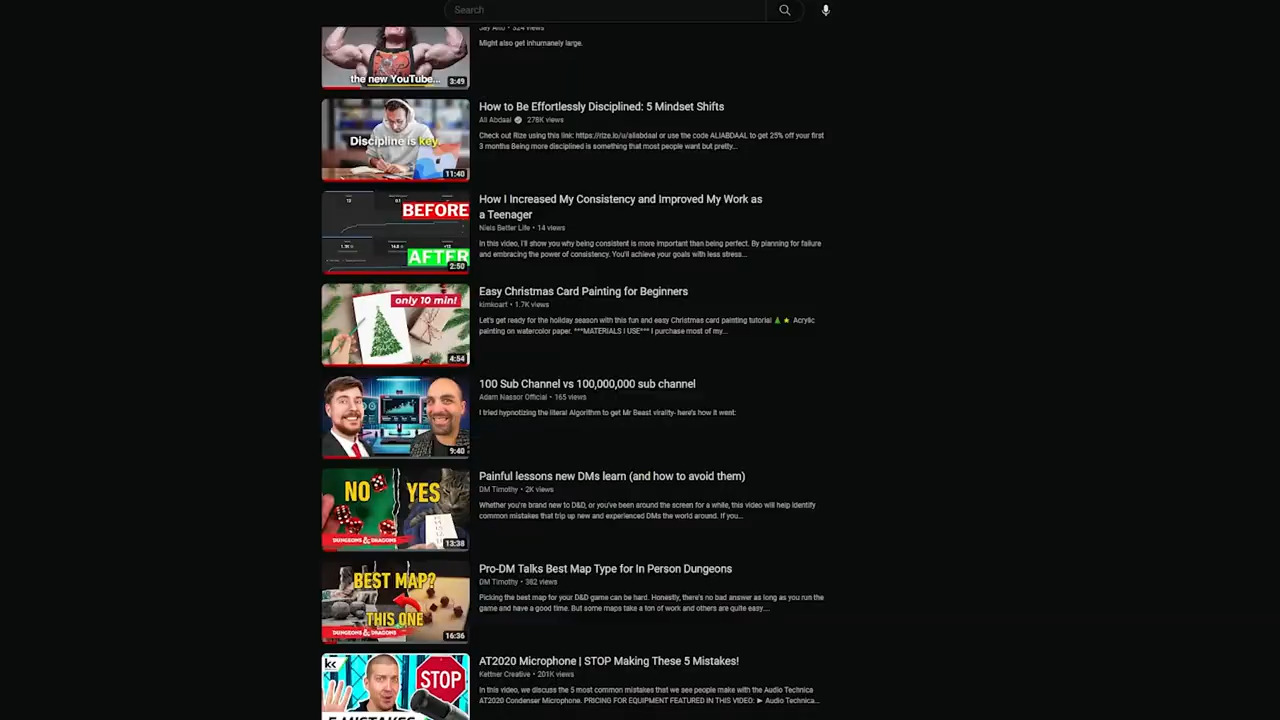 Search
Jay Alto • 324 views
Might also get inhumanely large.
the new YouTube...
3:49
How to Be Effortlessly Disciplined: 5 Mindset Shifts
Ali Abdaal 276K views
Check out Rize using this link: https://rize.io/u/aliabdaal or use the code ALIABDAAL to get 25% off your first
3 months Being more disciplined is something that most people want but pretty...
Discipline is key.
11:40
How I Increased My Consistency and Improved My Work as
a Teenager
Niels Better Life • 14 views
In this video, I'll show you why being consistent is more important than being perfect. By planning for failure
and embracing the power of consistency. You'll achieve your goals with less stress...
BEFORE
AFTER
2:50
Easy Christmas Card Painting for Beginners
kimkoart • 1.7K views
Let's get ready for the holiday season with this fun and easy Christmas card painting tutorial 🎄 ⭐ Acrylic
painting on watercolor paper. ***MATERIALS I USE*** I purchase most of my...
only 10 min!
4:54
100 Sub Channel vs 100,000,000 sub channel
Adam Nassor Official • 165 views
I tried hypnotizing the literal Algorithm to get Mr Beast virality- here's how it went:
9:40
Painful lessons new DMs learn (and how to avoid them)
DM Timothy • 2K views
Whether you're brand new to D&D, or you've been around the screen for a while, this video will help identify
common mistakes that trip up new and experienced DMs the world around. If you...
NO YES
DUNGEONS & DRAGONS
13:38
Pro-DM Talks Best Map Type for In Person Dungeons
DM Timothy • 382 views
Picking the best map for your D&D game can be hard. Honestly, there's no bad answer as long as you run the
game and have a good time. But some maps take a ton of work and others are quite easy....
BEST MAP?
THIS ONE
DUNGEONS & DRAGONS
16:36
AT2020 Microphone | STOP Making These 5 Mistakes!
Kettner Creative • 201K views
In this video, we discuss the 5 most common mistakes that we see people make with the Audio Technica
AT2020 Condenser Microphone. PRICING FOR EQUIPMENT FEATURED IN THIS VIDEO: ► Audio Technica...
kc
STOP
5 MISTAKES